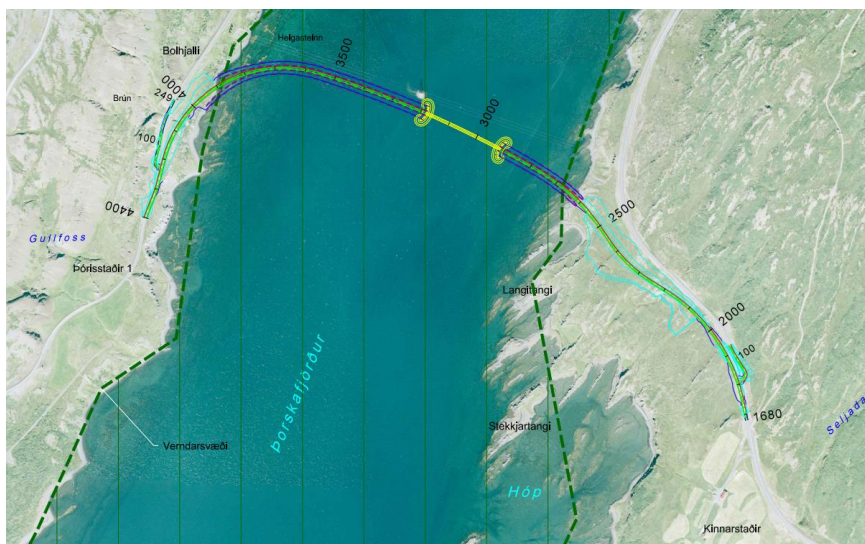 Helgasteinn
Bolhjalli
3500
4000
249
Brún
3000
100
4400
2500
Gullfoss
Þórisstaðir 1
Langitangi
2000
100
Þorskafjörður
1680
Seljada
Stekkjartangi
Verndarsvæði
Hóp
Kinnarstaðir